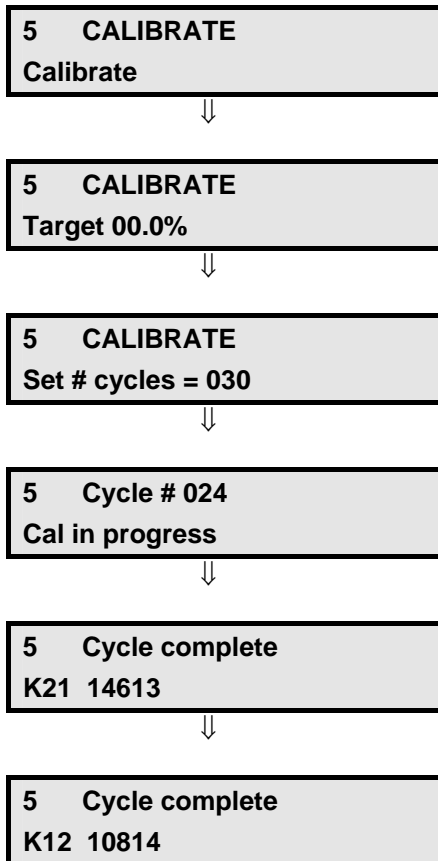 5 CALIBRATE
Calibrate
⇓
5 CALIBRATE
Target 00.0%
⇓
5 CALIBRATE
Set # cycles = 030
⇓
5 Cycle # 024
Cal in progress
⇓
5 Cycle complete
K21 14613
⇓
5 Cycle complete
K12 10814